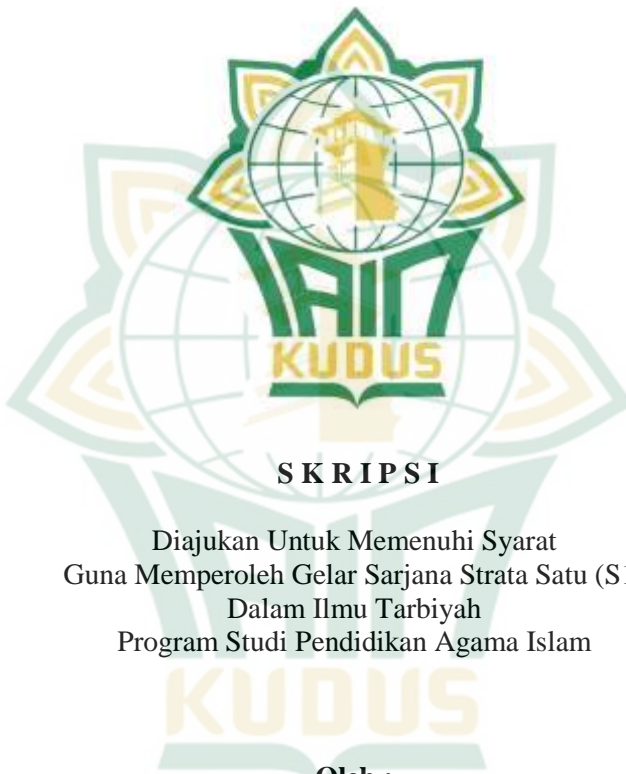 IAIN
KUDUS
S K R I P S I
Diajukan Untuk Memenuhi Syarat
Guna Memperoleh Gelar Sarjana Strata Satu (S1
Dalam Ilmu Tarbiyah
Program Studi Pendidikan Agama Islam
KUDUS
Oleh :